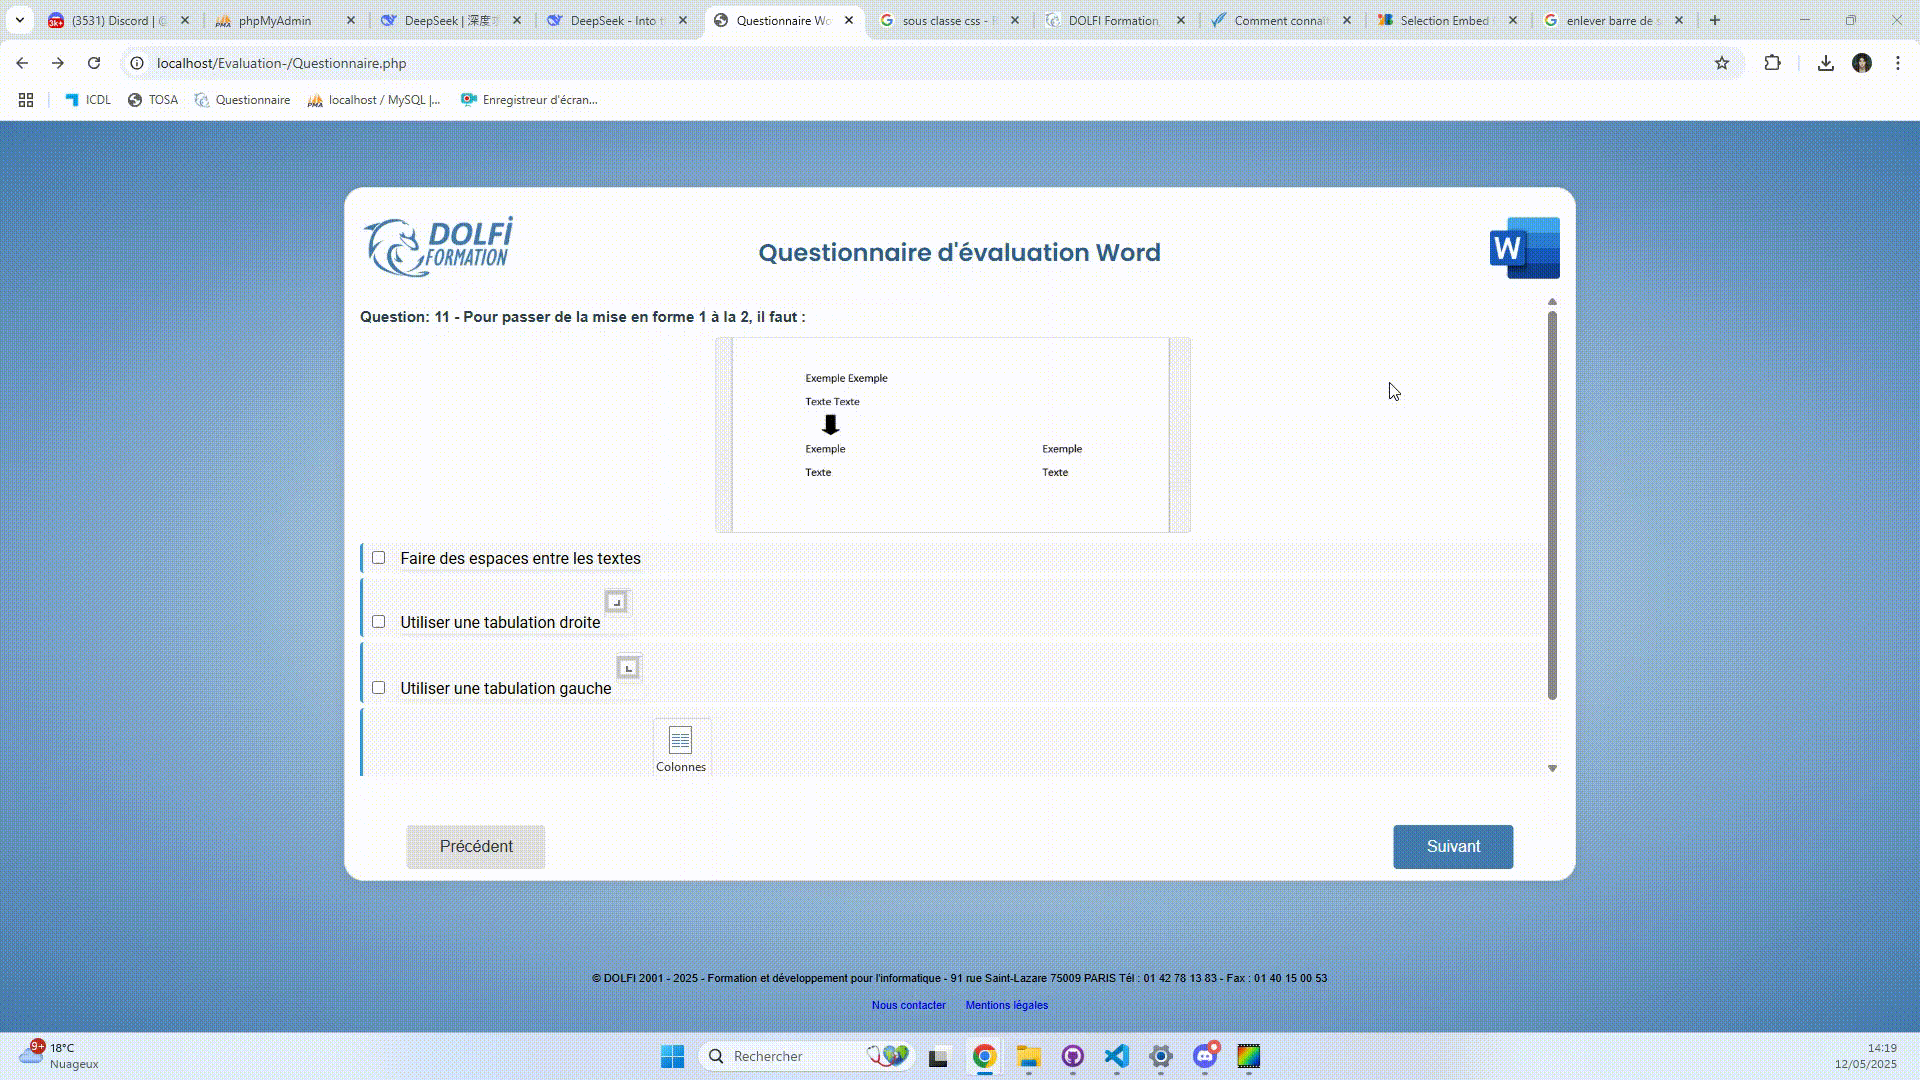 (3531) Discord | @
phpMyAdmin
DeepSeek | 深度求
DeepSeek - Into t
Questionnaire Wo
sous classe css - R
DOLFI Formation
Comment connaît
Selection Embed
enlever barre de s
localhost/Evaluation-/Questionnaire.php
ICDL
TOSA
Questionnaire
localhost / MySQL |...
Enregistreur d'écran...
DOLFI
FORMATION
Questionnaire d'évaluation Word
W
Question: 11 - Pour passer de la mise en forme 1 à la 2, il faut :
Exemple Exemple
Texte Texte
Exemple Exemple
Texte Texte
Faire des espaces entre les textes
Utiliser une tabulation droite
Utiliser une tabulation gauche
Colonnes
Précédent
Suivant
© DOLFI 2001 - 2025 - Formation et développement pour l'informatique - 91 rue Saint-Lazare 75009 PARIS Tél : 01 42 78 13 83 - Fax : 01 40 15 00 53
Nous contacter Mentions légales
9+
18°C
Nuageux
Rechercher
14:19
12/05/2025